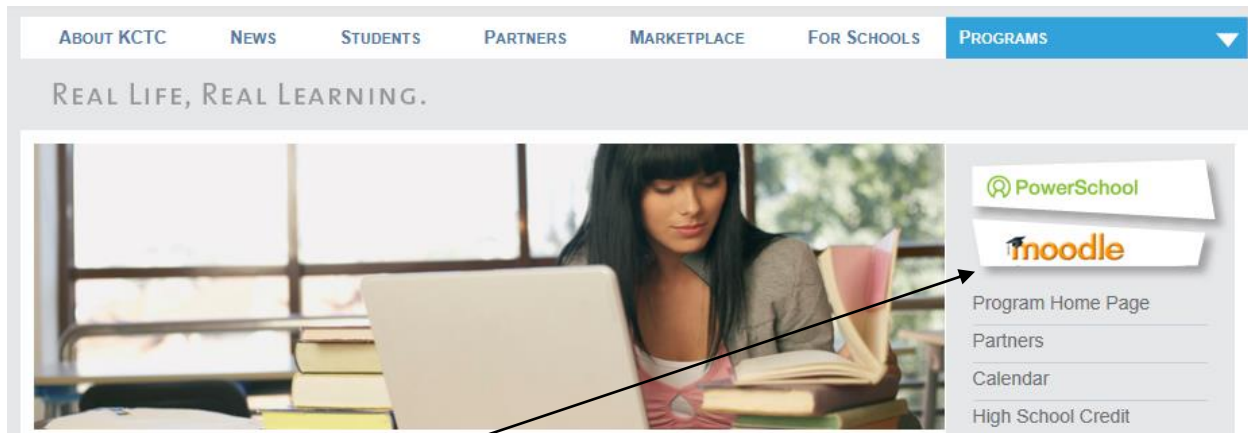 ABOUT KCTC NEWS STUDENTS PARTNERS MARKETPLACE FOR SCHOOLS PROGRAMS
REAL LIFE, REAL LEARNING.
PowerSchool
moodle
Program Home Page
Partners
Calendar
High School Credit